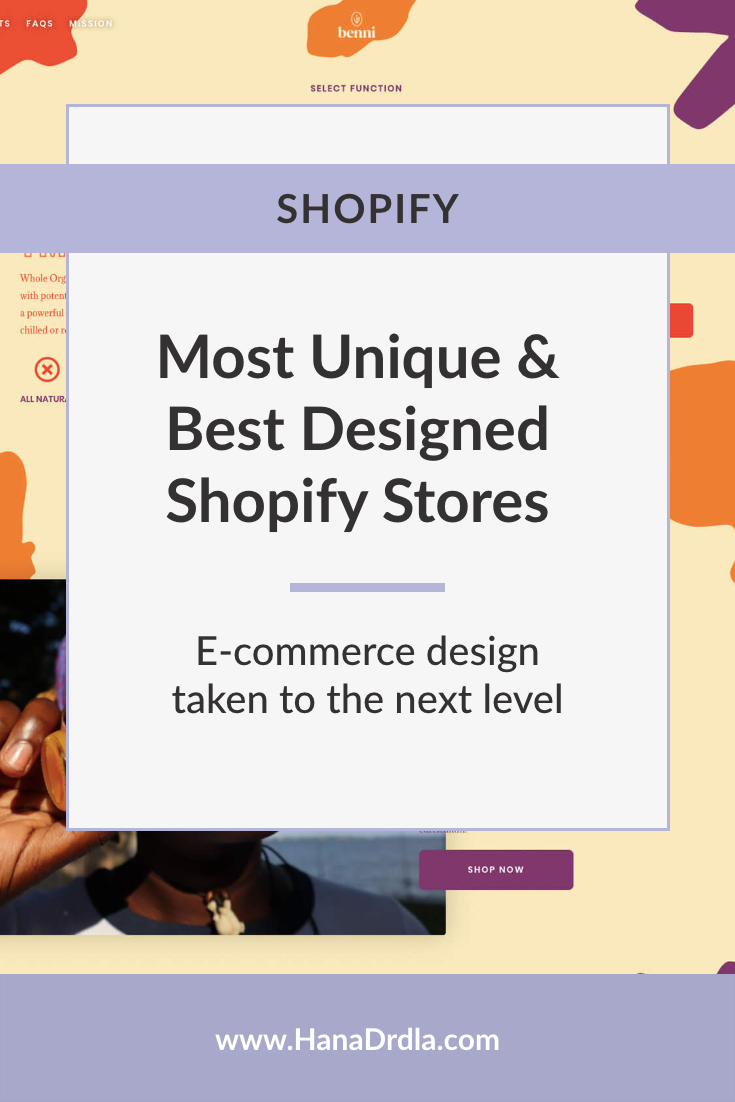 TS FAQS MISSION
benni
SELECT FUNCTION
SHOPIFY
Whole Org
with potent
a powerful
chilled or r
ALL NATURA
Most Unique &
Best Designed
Shopify Stores
E-commerce design
taken to the next level
SHOP NOW
www.HanaDrdla.com